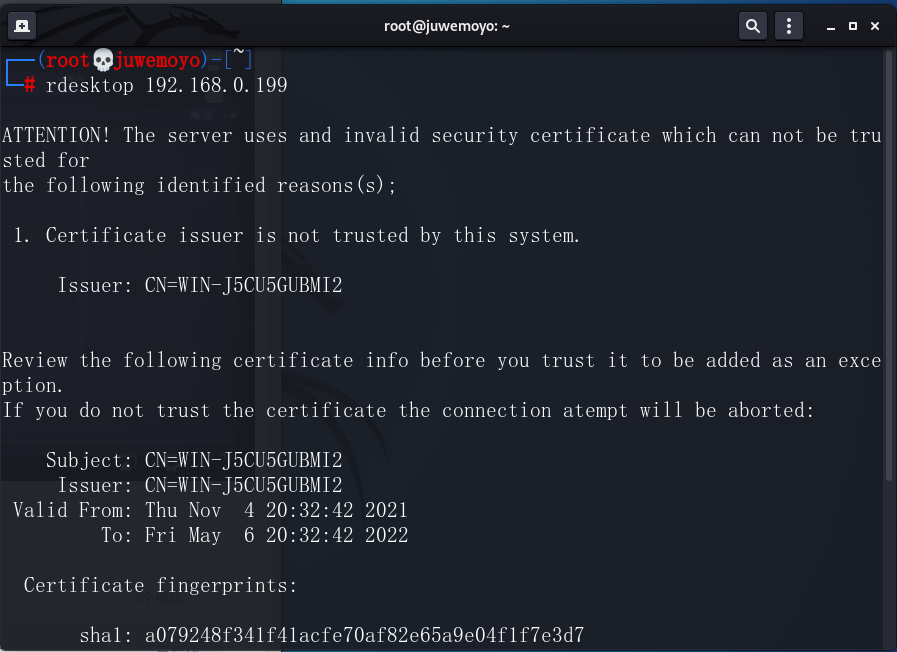 root@juwemoyo: ~
(root💀juwemoyo)-[~]
# rdesktop 192.168.0.199
ATTENTION! The server uses and invalid security certificate which can not be tru
sted for
the following identified reasons(s);
1. Certificate issuer is not trusted by this system.
Issuer: CN=WIN-J5CU5GUBMI2
Review the following certificate info before you trust it to be added as an exce
ption.
If you do not trust the certificate the connection atempt will be aborted:
Subject: CN=WIN-J5CU5GUBMI2
Issuer: CN=WIN-J5CU5GUBMI2
Valid From: Thu Nov  4 20:32:42 2021
To: Fri May  6 20:32:42 2022
Certificate fingerprints:
sha1: a079248f341f41acfe70af82e65a9e04f1f7e3d7